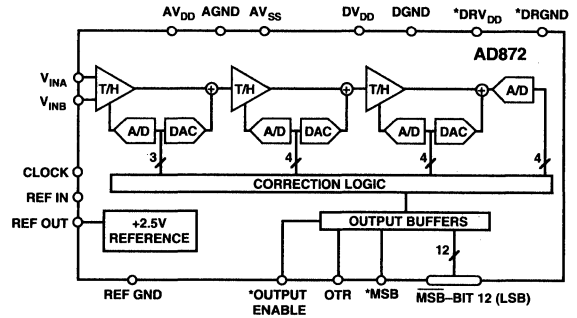 AVDD AGND AVSS DVDD DGND *DRVDD *DRGND
AD872
VINA
VINB
T/H T/H T/H A/D
A/D DAC A/D DAC A/D DAC
3 4 4 4
CLOCK
CORRECTION LOGIC
REF IN
REF OUT
+2.5V
REFERENCE
OUTPUT BUFFERS
12
REF GND
*OUTPUT
ENABLE
OTR
*MSB
MSB–BIT 12 (LSB)